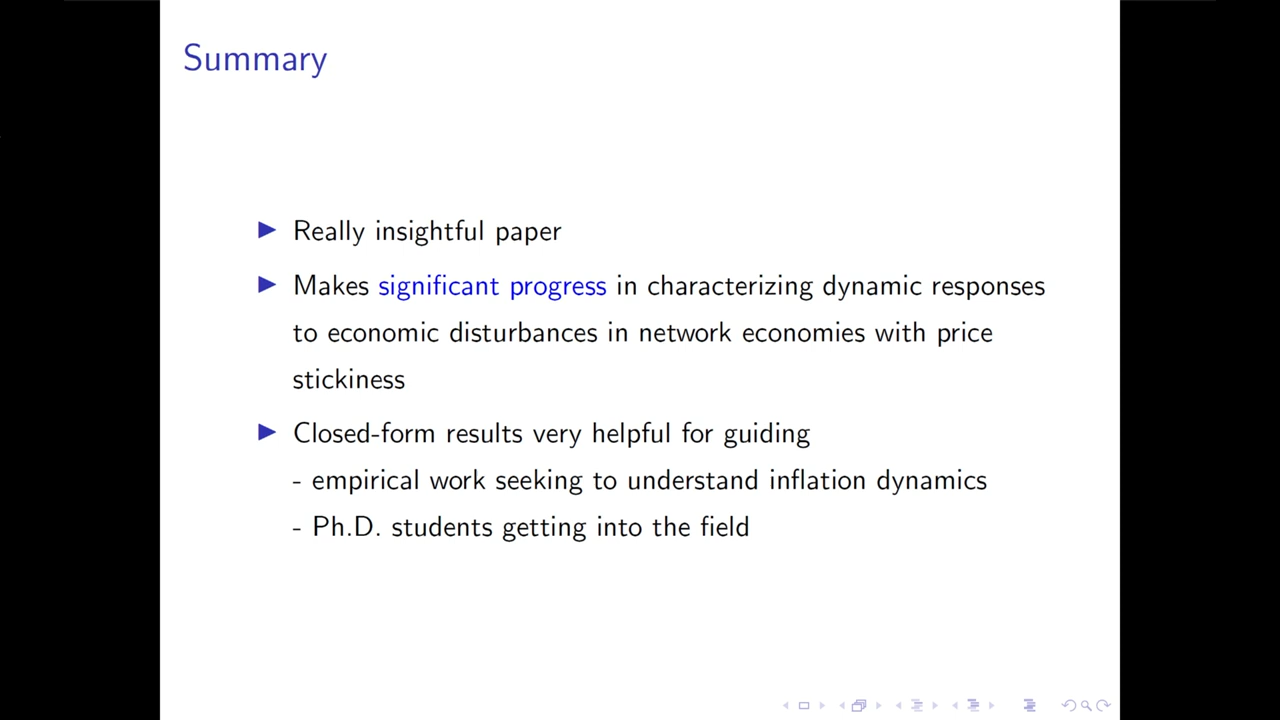 Summary
Really insightful paper
Makes significant progress in characterizing dynamic responses
to economic disturbances in network economies with price
stickiness
Closed-form results very helpful for guiding
- empirical work seeking to understand inflation dynamics
- Ph.D. students getting into the field